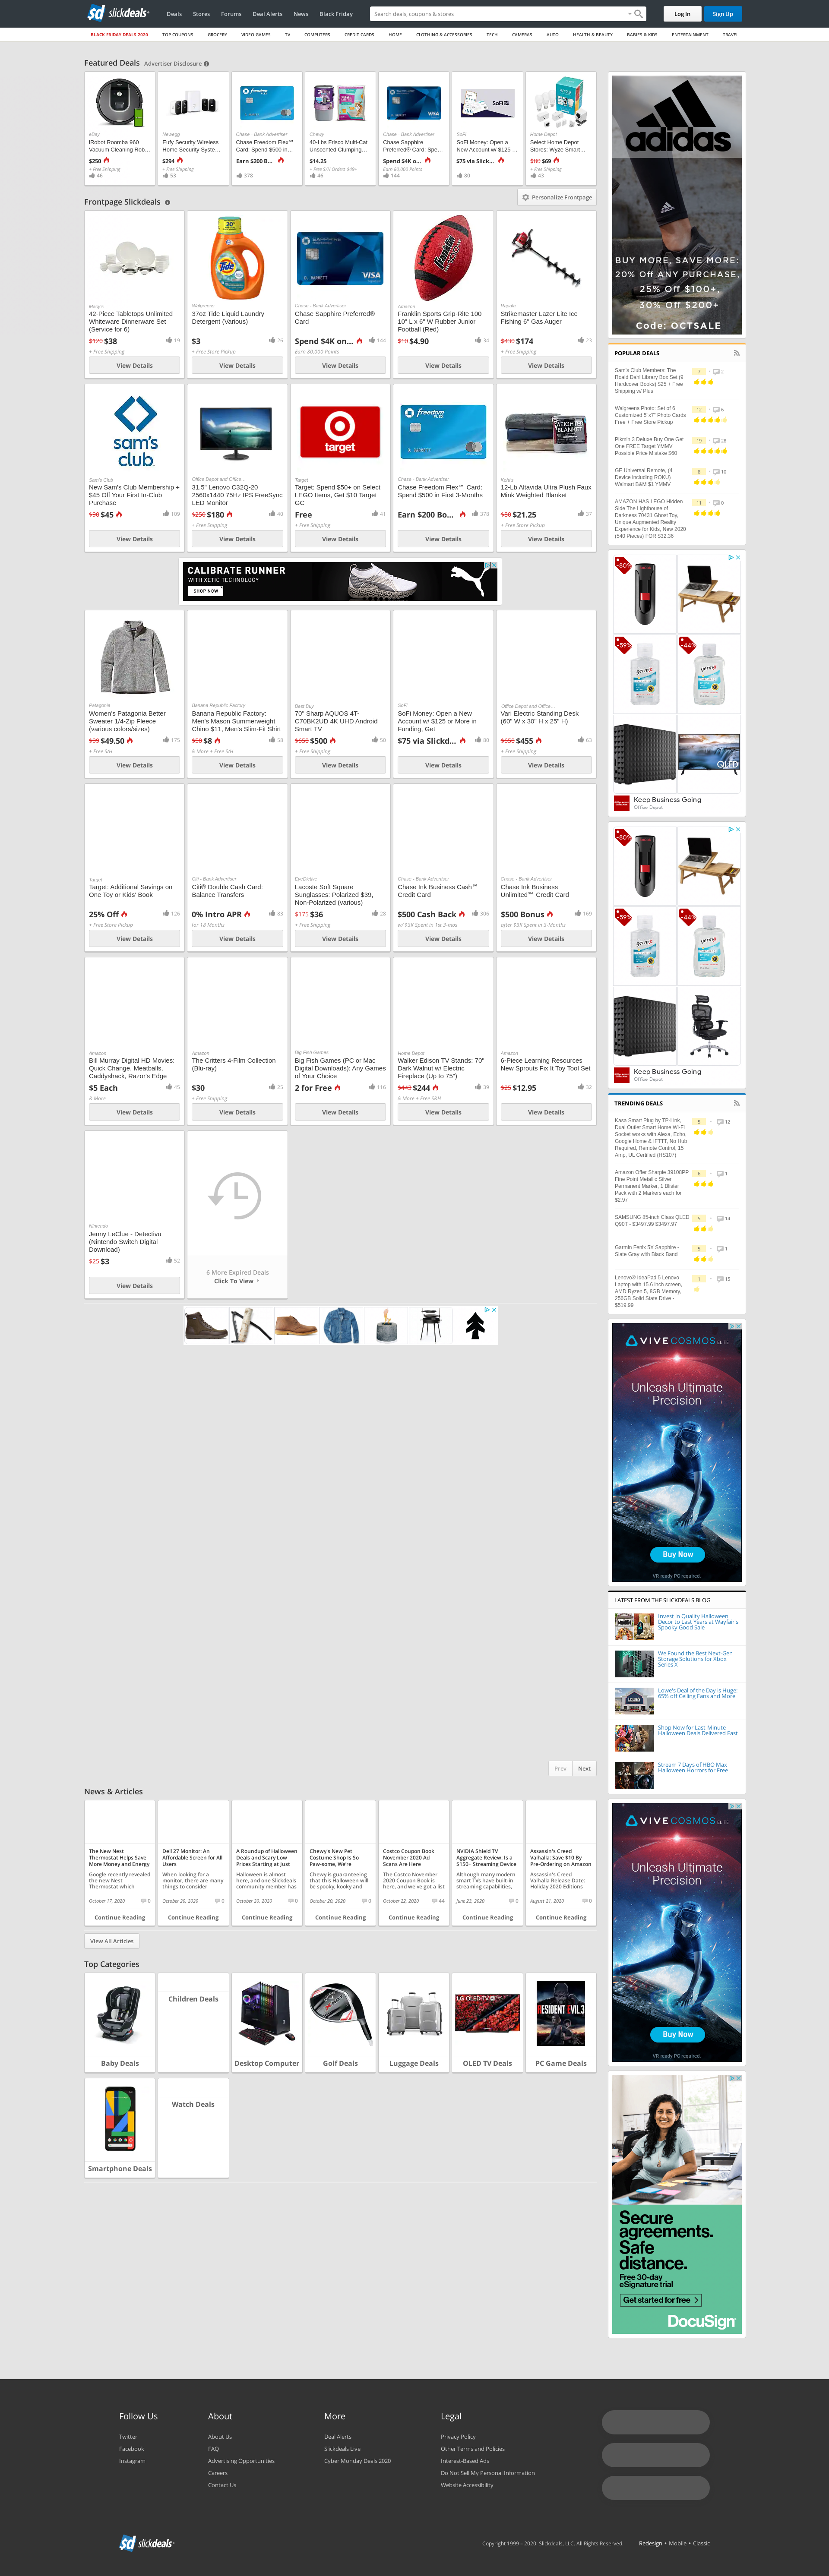 sd slickdeals
Deals
Stores
Forums
Deal Alerts
News
Black Friday
Search deals, coupons & stores
Log In
Sign Up
BLACK FRIDAY DEALS 2020
TOP COUPONS
GROCERY
VIDEO GAMES
TV
COMPUTERS
CREDIT CARDS
HOME
CLOTHING & ACCESSORIES
TECH
CAMERAS
AUTO
HEALTH & BEAUTY
BABIES & KIDS
ENTERTAINMENT
TRAVEL
Featured Deals Advertiser Disclosure
eBay
iRobot Roomba 960
Vacuum Cleaning Rob…
$250
+ Free Shipping
46
Newegg
Eufy Security Wireless
Home Security Syste…
$294
+ Free Shipping
53
Chase - Bank Advertiser
Chase Freedom Flex℠
Card: Spend $500 in…
Earn $200 B…
378
Chewy
40-Lbs Frisco Multi-Cat
Unscented Clumping…
$14.25
+ Free S/H Orders $49+
46
Chase - Bank Advertiser
Chase Sapphire
Preferred® Card: Spe…
Spend $4K o…
Earn 80,000 Points
144
SoFi
SoFi Money: Open a
New Account w/ $125 …
$75 via Slick…
80
Home Depot
Select Home Depot
Stores: Wyze Smart…
$80 $69
+ Free Shipping
43
Frontpage Slickdeals
Personalize Frontpage
Macy's
42-Piece Tabletops Unlimited
Whiteware Dinnerware Set
(Service for 6)
$120 $38
19
+ Free Shipping
View Details
Walgreens
37oz Tide Liquid Laundry
Detergent (Various)
$3
26
+ Free Store Pickup
View Details
Chase - Bank Advertiser
Chase Sapphire Preferred®
Card
Spend $4K on…
144
Earn 80,000 Points
View Details
Amazon
Franklin Sports Grip-Rite 100
10" L x 6" W Rubber Junior
Football (Red)
$10 $4.90
34
View Details
Rapala
Strikemaster Lazer Lite Ice
Fishing 6" Gas Auger
$430 $174
23
+ Free Shipping
View Details
sam's club
Sam's Club
New Sam's Club Membership +
$45 Off Your First In-Club
Purchase
$90 $45
109
View Details
Office Depot and Office…
31.5" Lenovo C32Q-20
2560x1440 75Hz IPS FreeSync
LED Monitor
$250 $180
40
+ Free Shipping
View Details
target
Target
Target: Spend $50+ on Select
LEGO Items, Get $10 Target
GC
Free
41
+ Free Shipping
View Details
Chase - Bank Advertiser
Chase Freedom Flex℠ Card:
Spend $500 in First 3-Months
Earn $200 Bo…
378
View Details
Kohl's
12-Lb Altavida Ultra Plush Faux
Mink Weighted Blanket
$80 $21.25
37
+ Free Store Pickup
View Details
CALIBRATE RUNNER
WITH XETIC TECHNOLOGY
SHOP NOW
Patagonia
Women's Patagonia Better
Sweater 1/4-Zip Fleece
(various colors/sizes)
$99 $49.50
175
+ Free S/H
View Details
Banana Republic Factory
Banana Republic Factory:
Men's Mason Summerweight
Chino $11, Men's Slim-Fit Shirt
$50 $8
58
& More + Free S/H
View Details
Best Buy
70" Sharp AQUOS 4T-
C70BK2UD 4K UHD Android
Smart TV
$650 $500
50
+ Free Shipping
View Details
SoFi
SoFi Money: Open a New
Account w/ $125 or More in
Funding, Get
$75 via Slickd…
80
View Details
Office Depot and Office…
Vari Electric Standing Desk
(60" W x 30" H x 25" H)
$650 $455
63
+ Free Shipping
View Details
Target
Target: Additional Savings on
One Toy or Kids' Book
25% Off
126
+ Free Store Pickup
View Details
Citi - Bank Advertiser
Citi® Double Cash Card:
Balance Transfers
0% Intro APR
83
for 18 Months
View Details
EyeDictive
Lacoste Soft Square
Sunglasses: Polarized $39,
Non-Polarized (various)
$175 $36
28
+ Free Shipping
View Details
Chase - Bank Advertiser
Chase Ink Business Cash℠
Credit Card
$500 Cash Back
306
w/ $3K Spent in 1st 3-mos
View Details
Chase - Bank Advertiser
Chase Ink Business
Unlimited℠ Credit Card
$500 Bonus
169
after $3K Spent in 3-Months
View Details
Amazon
Bill Murray Digital HD Movies:
Quick Change, Meatballs,
Caddyshack, Razor's Edge
$5 Each
45
& More
View Details
Amazon
The Critters 4-Film Collection
(Blu-ray)
$30
25
+ Free Shipping
View Details
Big Fish Games
Big Fish Games (PC or Mac
Digital Downloads): Any Games
of Your Choice
2 for Free
116
View Details
Home Depot
Walker Edison TV Stands: 70"
Dark Walnut w/ Electric
Fireplace (Up to 75")
$443 $244
39
& More + Free S&H
View Details
Amazon
6-Piece Learning Resources
New Sprouts Fix It Toy Tool Set
$25 $12.95
32
View Details
Nintendo
Jenny LeClue - Detectivu
(Nintendo Switch Digital
Download)
$25 $3
52
View Details
6 More Expired Deals
Click To View
Prev
Next
News & Articles
The New Nest
Thermostat Helps Save
More Money and Energy
Google recently revealed
the new Nest
Thermostat which
October 17, 2020
0
Continue Reading
Dell 27 Monitor: An
Affordable Screen for All
Users
When looking for a
monitor, there are many
things to consider
October 20, 2020
0
Continue Reading
A Roundup of Halloween
Deals and Scary Low
Prices Starting at Just
Halloween is almost
here, and one Slickdeals
community member has
October 20, 2020
0
Continue Reading
Chewy's New Pet
Costume Shop Is So
Paw-some, We're
Chewy is guaranteeing
that this Halloween will
be spooky, kooky and
October 20, 2020
0
Continue Reading
Costco Coupon Book
November 2020 Ad
Scans Are Here
The Costco November
2020 Coupon Book is
here, and we've got a list
October 22, 2020
44
Continue Reading
NVIDIA Shield TV
Aggregate Review: Is a
$150+ Streaming Device
Although many modern
smart TVs have built-in
streaming capabilities,
June 23, 2020
0
Continue Reading
Assassin's Creed
Valhalla: Save $10 By
Pre-Ordering on Amazon
Assassin's Creed
Valhalla Release Date:
Holiday 2020 Editions
August 21, 2020
0
Continue Reading
View All Articles
Top Categories
Baby Deals
Children Deals
Desktop Computer
Golf Deals
Luggage Deals
LG OLED TV
OLED TV Deals
RESIDENT EVIL 3
PC Game Deals
Smartphone Deals
Watch Deals
adidas
BUY MORE, SAVE MORE:
20% Off ANY PURCHASE,
25% Off $100+,
30% Off $200+
Code: OCTSALE
POPULAR DEALS
Sam's Club Members: The
Roald Dahl Library Box Set (9
Hardcover Books) $25 + Free
Shipping w/ Plus
7
2
Walgreens Photo: Set of 6
Customized 5"x7" Photo Cards
Free + Free Store Pickup
12
6
Pikmin 3 Deluxe Buy One Get
One FREE Target YMMV
Possible Price Mistake $60
19
28
GE Universal Remote, (4
Device including ROKU)
Walmart B&M $1 YMMV
8
10
AMAZON HAS LEGO Hidden
Side The Lighthouse of
Darkness 70431 Ghost Toy,
Unique Augmented Reality
Experience for Kids, New 2020
(540 Pieces) FOR $32.36
11
0
-80%
-59%
-44%
QLED
Keep Business Going
Office Depot
-80%
-59%
-44%
Keep Business Going
Office Depot
TRENDING DEALS
Kasa Smart Plug by TP-Link,
Dual Outlet Smart Home Wi-Fi
Socket works with Alexa, Echo,
Google Home & IFTTT, No Hub
Required, Remote Control, 15
Amp, UL Certified (HS107)
5
12
Amazon Offer Sharpie 39108PP
Fine Point Metallic Silver
Permanent Marker, 1 Blister
Pack with 2 Markers each for
$2.97
6
1
SAMSUNG 85-inch Class QLED
Q90T - $3497.99 $3497.97
5
14
Garmin Fenix 5X Sapphire -
Slate Gray with Black Band
5
1
Lenovo® IdeaPad 5 Lenovo
Laptop with 15.6 inch screen,
AMD Ryzen 5, 8GB Memory,
256GB Solid State Drive -
$519.99
1
15
VIVE COSMOS ELITE
Unleash Ultimate
Precision
Buy Now
VR-ready PC required.
LATEST FROM THE SLICKDEALS BLOG
Invest in Quality Halloween
Decor to Last Years at Wayfair's
Spooky Good Sale
We Found the Best Next-Gen
Storage Solutions for Xbox
Series X
Lowe's Deal of the Day is Huge:
65% off Ceiling Fans and More
Shop Now for Last-Minute
Halloween Deals Delivered Fast
Stream 7 Days of HBO Max
Halloween Horrors for Free
VIVE COSMOS ELITE
Unleash Ultimate
Precision
Buy Now
VR-ready PC required.
Secure
agreements.
Safe
distance.
Free 30-day
eSignature trial
Get started for free
DocuSign
Follow Us
Twitter
Facebook
Instagram
About
About Us
FAQ
Advertising Opportunities
Careers
Contact Us
More
Deal Alerts
Slickdeals Live
Cyber Monday Deals 2020
Legal
Privacy Policy
Other Terms and Policies
Interest-Based Ads
Do Not Sell My Personal Information
Website Accessibility
sd slickdeals
Copyright 1999 - 2020. Slickdeals, LLC. All Rights Reserved.
Redesign • Mobile • Classic